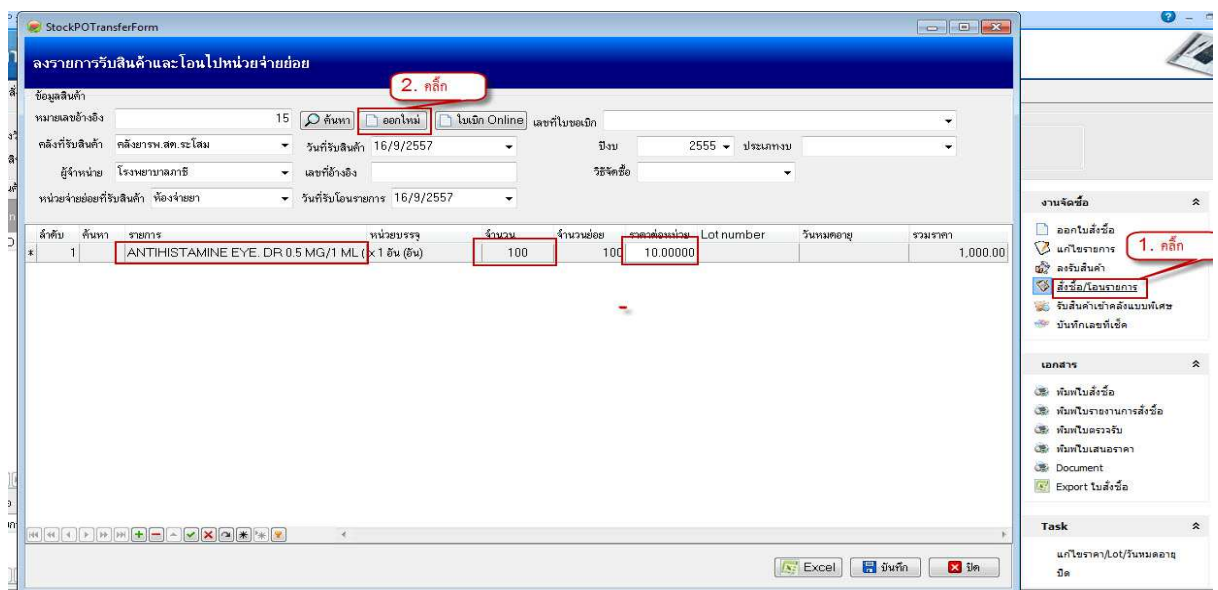 StockPOTransferForm
ลงรายการรับสินค้าและโอนไปหน่วยจ่ายย่อย
2. คลิ๊ก
ข้อมูลสินค้า
หมายเลขอ้างอิง 15 ค้นหา ออกใหม่ ใบเบิก Online เลขที่ใบขอเบิก
คลังที่รับสินค้า คลังยารพ.สต.ระโสม วันที่รับสินค้า 16/9/2557 ปีงบ 2555 ประเภทงบ
ผู้จำหน่าย โรงพยาบาลภาชี เลขที่อ้างอิง วิธีจัดซื้อ
หน่วยจ่ายย่อยที่รับสินค้า ห้องจ่ายยา วันที่รับโอนรายการ 16/9/2557
ลำดับ ค้นหา รายการ หน่วยบรรจุ จำนวน จำนวนย่อย ราคาต่อหน่วย Lot number วันหมดอายุ รวมราคา
* 1 ANTIHISTAMINE EYE. DR 0.5 MG/1 ML ( x 1 อัน (อัน) 100 100 10.00000 1,000.00
Excel บันทึก ปิด
งานจัดซื้อ
ออกใบสั่งซื้อ
แก้ไขรายการ
1. คลิ๊ก
ลงรับสินค้า
สั่งซื้อ/โอนรายการ
รับสินค้าเข้าคลังแบบพิเศษ
บันทึกเลขที่เช็ค
เอกสาร
พิมพ์ใบสั่งซื้อ
พิมพ์ใบรายงานการสั่งซื้อ
พิมพ์ใบตรวจรับ
พิมพ์ใบเสนอราคา
Document
Export ใบสั่งซื้อ
Task
แก้ไขราคา/Lot/วันหมดอายุ
ปิด